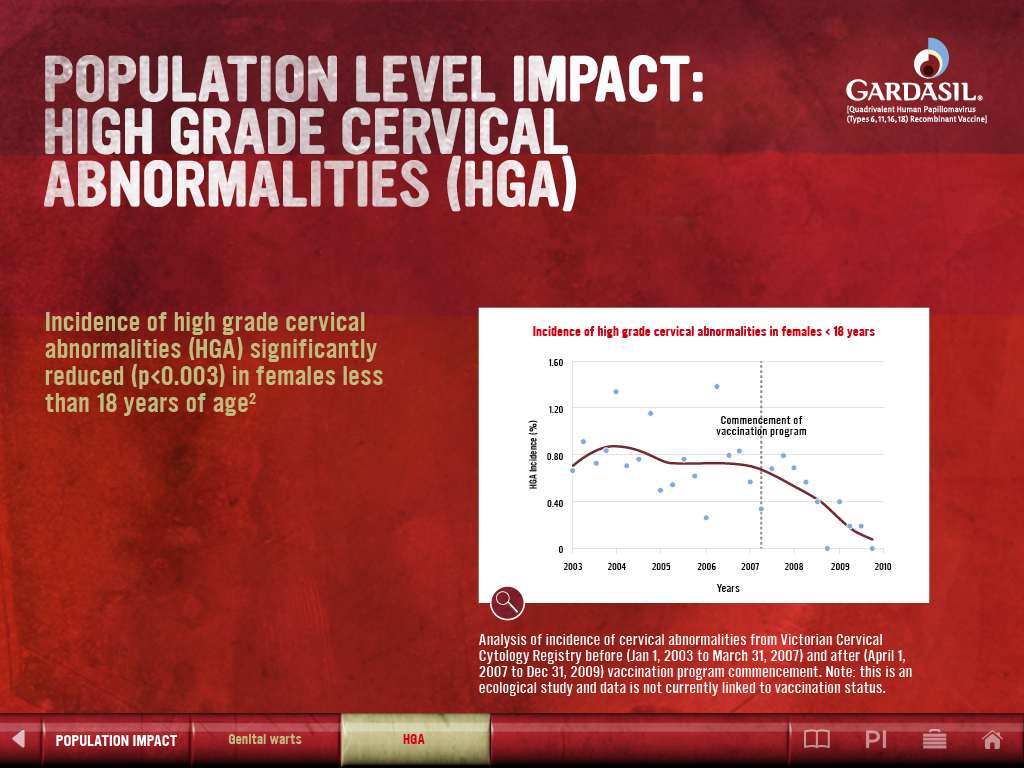 POPULATION LEVEL IMPACT:
HIGH GRADE CERVICAL
ABNORMALITIES (HGA)
GARDASIL®
[Quadrivalent Human Papillomavirus
(Types 6, 11, 16, 18) Recombinant Vaccine]
Incidence of high grade cervical
abnormalities (HGA) significantly
reduced (p<0.003) in females less
than 18 years of age²
Incidence of high grade cervical abnormalities in females < 18 years
1.60
1.20
0.80
0.40
0
HGA Incidence (%)
Commencement of
vaccination program
2003 2004 2005 2006 2007 2008 2009 2010
Years
Analysis of incidence of cervical abnormalities from Victorian Cervical
Cytology Registry before (Jan 1, 2003 to March 31, 2007) and after (April 1,
2007 to Dec 31, 2009) vaccination program commencement. Note: this is an
ecological study and data is not currently linked to vaccination status.
POPULATION IMPACT Genital warts HGA PI